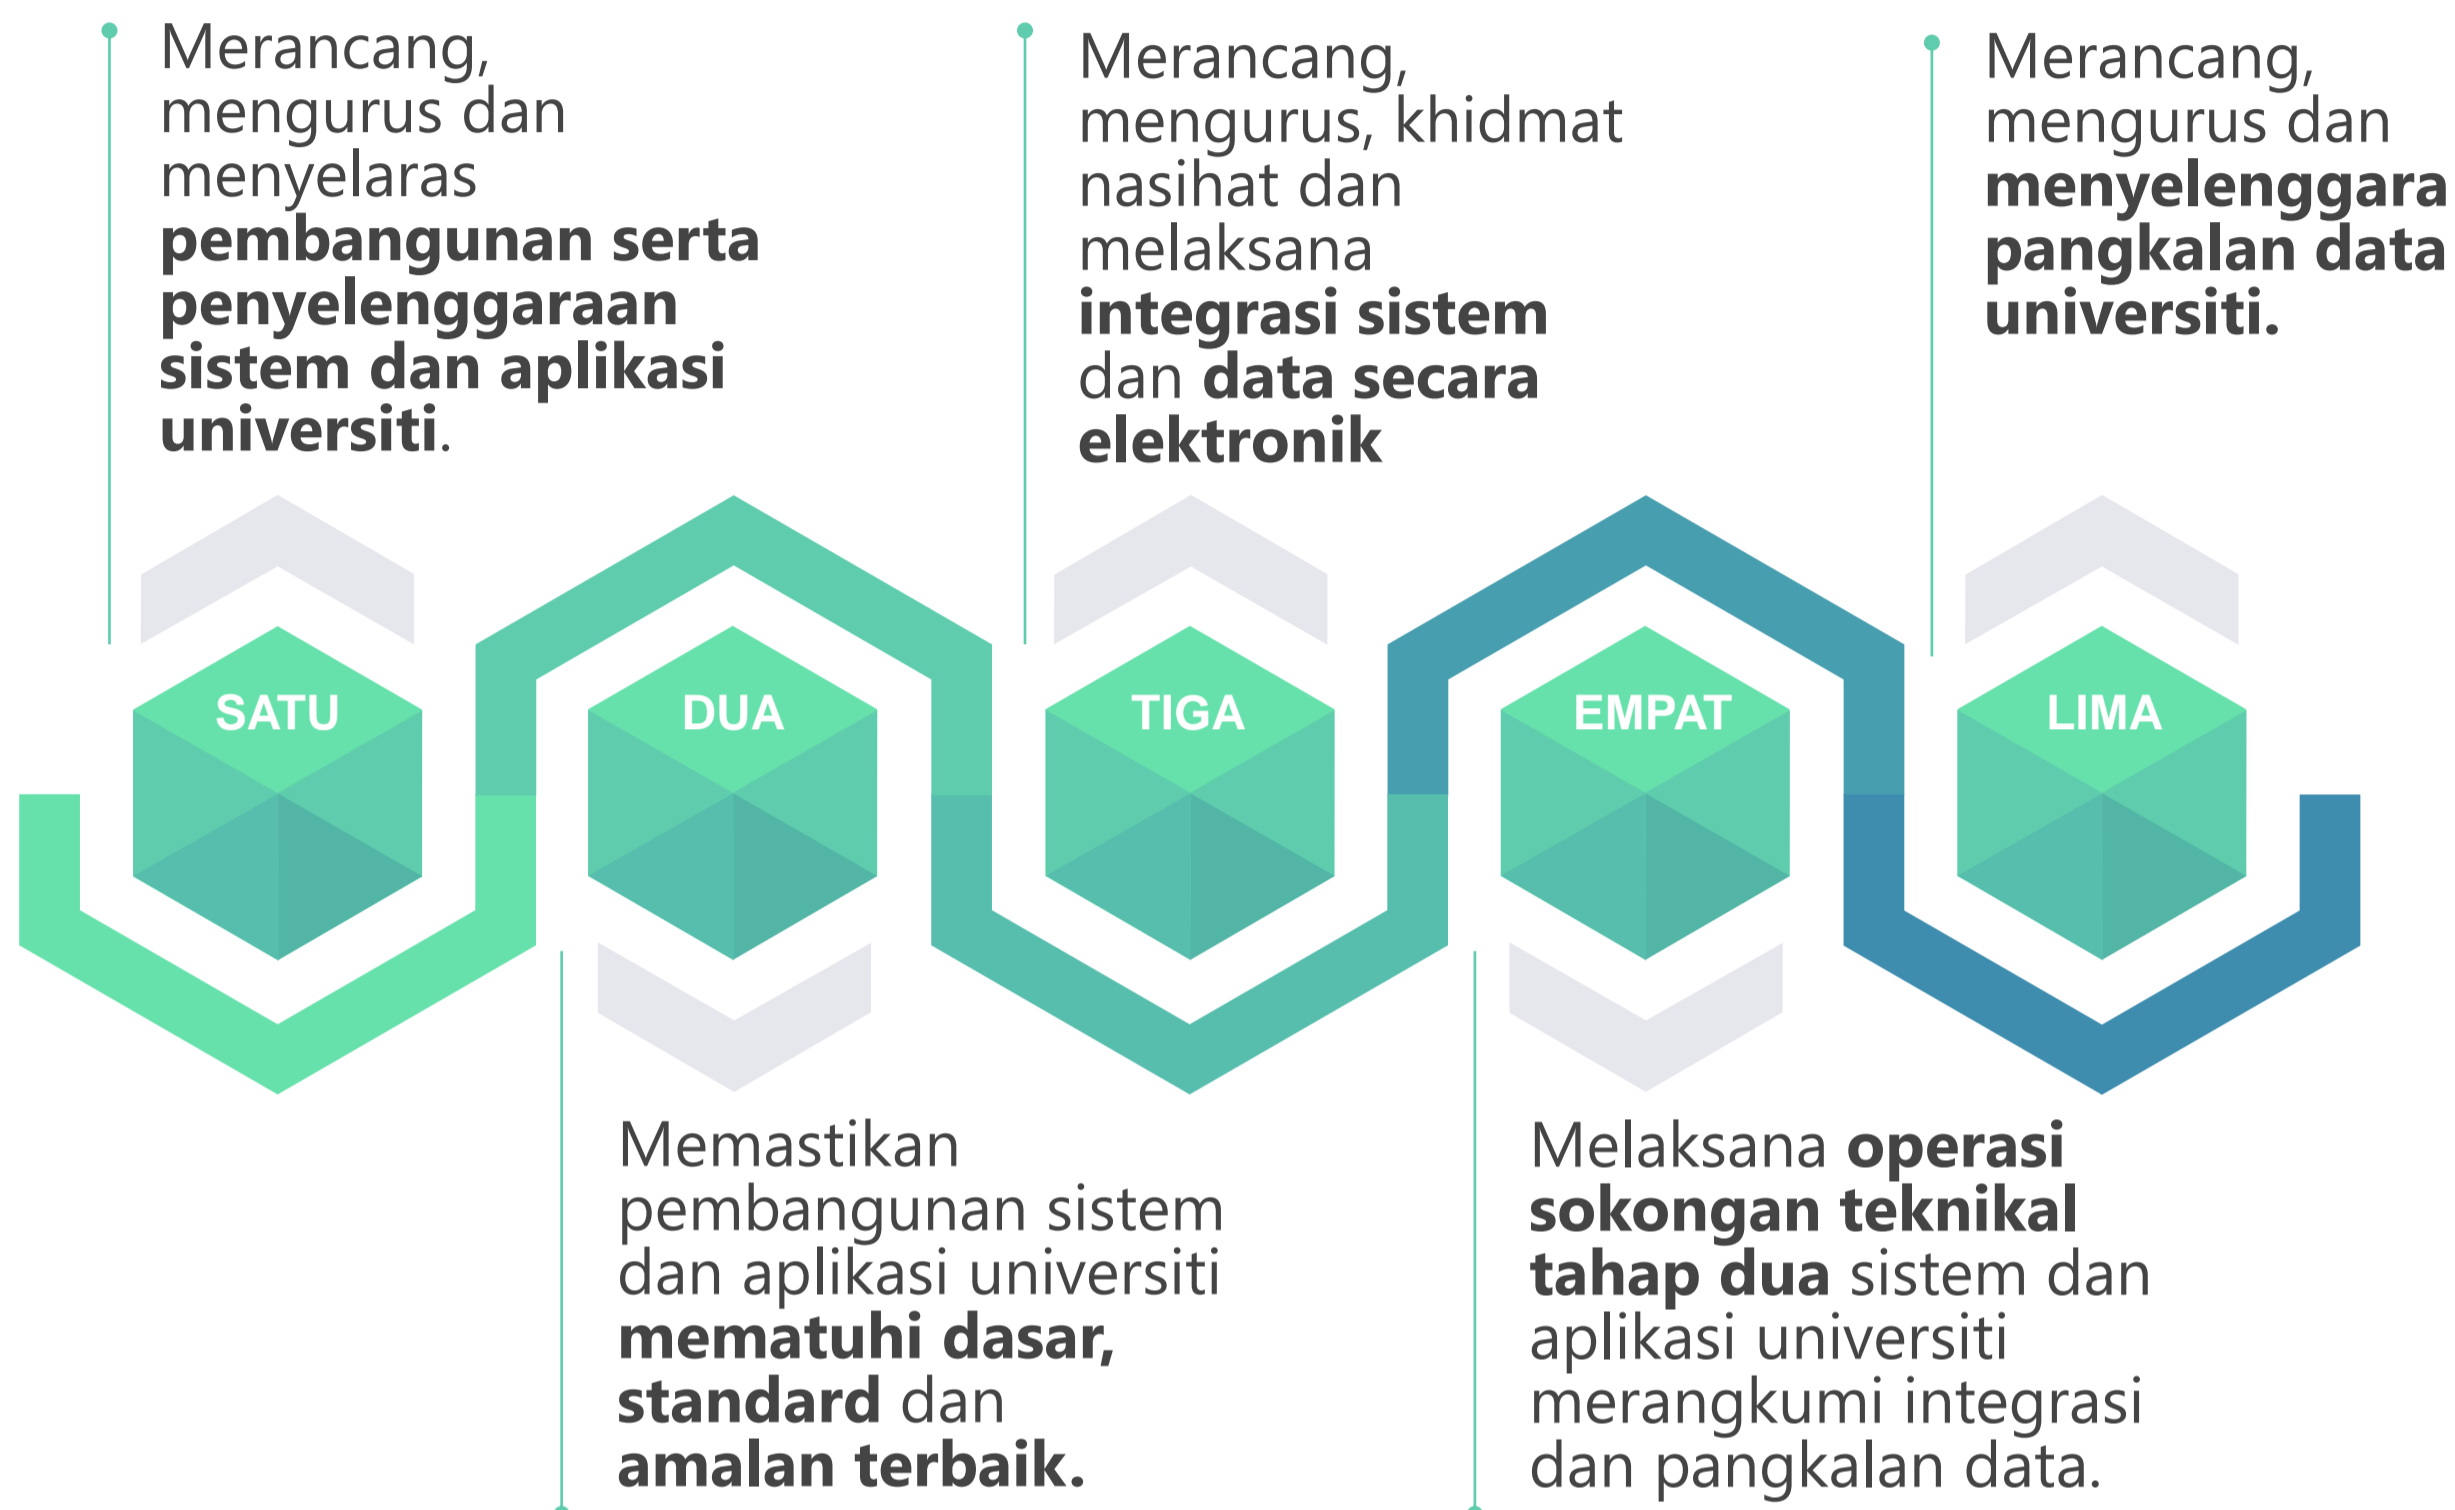 Merancang,
mengurus dan
menyelaras
pembangunan serta
penyelenggaraan
sistem dan aplikasi
universiti.
Merancang,
mengurus, khidmat
nasihat dan
melaksana
integrasi sistem
dan data secara
elektronik
Merancang,
mengurus dan
menyelenggara
pangkalan data
universiti.
SATU
DUA
TIGA
EMPAT
LIMA
Memastikan
pembangunan sistem
dan aplikasi universiti
mematuhi dasar,
standard dan
amalan terbaik.
Melaksana operasi
sokongan teknikal
tahap dua sistem dan
aplikasi universiti
merangkumi integrasi
dan pangkalan data.